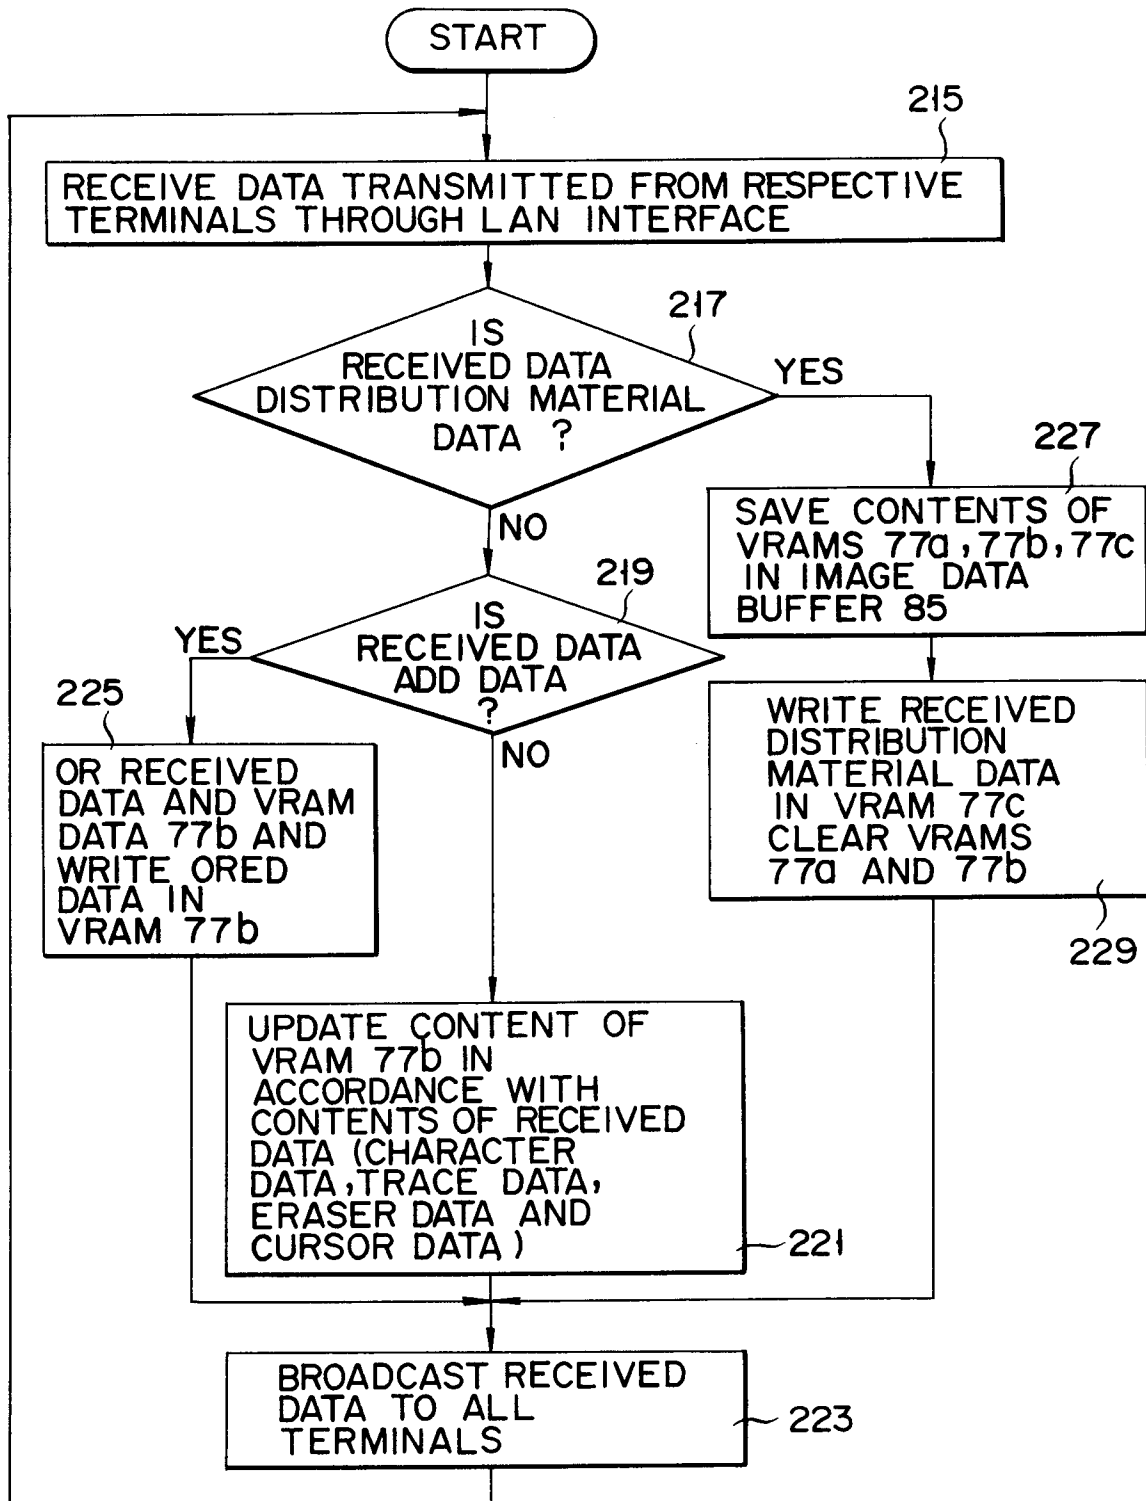 START
215
RECEIVE DATA TRANSMITTED FROM RESPECTIVE
TERMINALS THROUGH LAN INTERFACE
217
IS
RECEIVED DATA
DISTRIBUTION MATERIAL
DATA ?
YES
NO
227
SAVE CONTENTS OF
VRAMS 77a, 77b, 77c
IN IMAGE DATA
BUFFER 85
219
IS
RECEIVED DATA
ADD DATA
?
YES
NO
225
OR RECEIVED
DATA AND VRAM
DATA 77b AND
WRITE ORED
DATA IN
VRAM 77b
WRITE RECEIVED
DISTRIBUTION
MATERIAL DATA
IN VRAM 77c
CLEAR VRAMS
77a AND 77b
229
UPDATE CONTENT OF
VRAM 77b IN
ACCORDANCE WITH
CONTENTS OF RECEIVED
DATA (CHARACTER
DATA, TRACE DATA,
ERASER DATA AND
CURSOR DATA)
221
BROADCAST RECEIVED
DATA TO ALL
TERMINALS
223